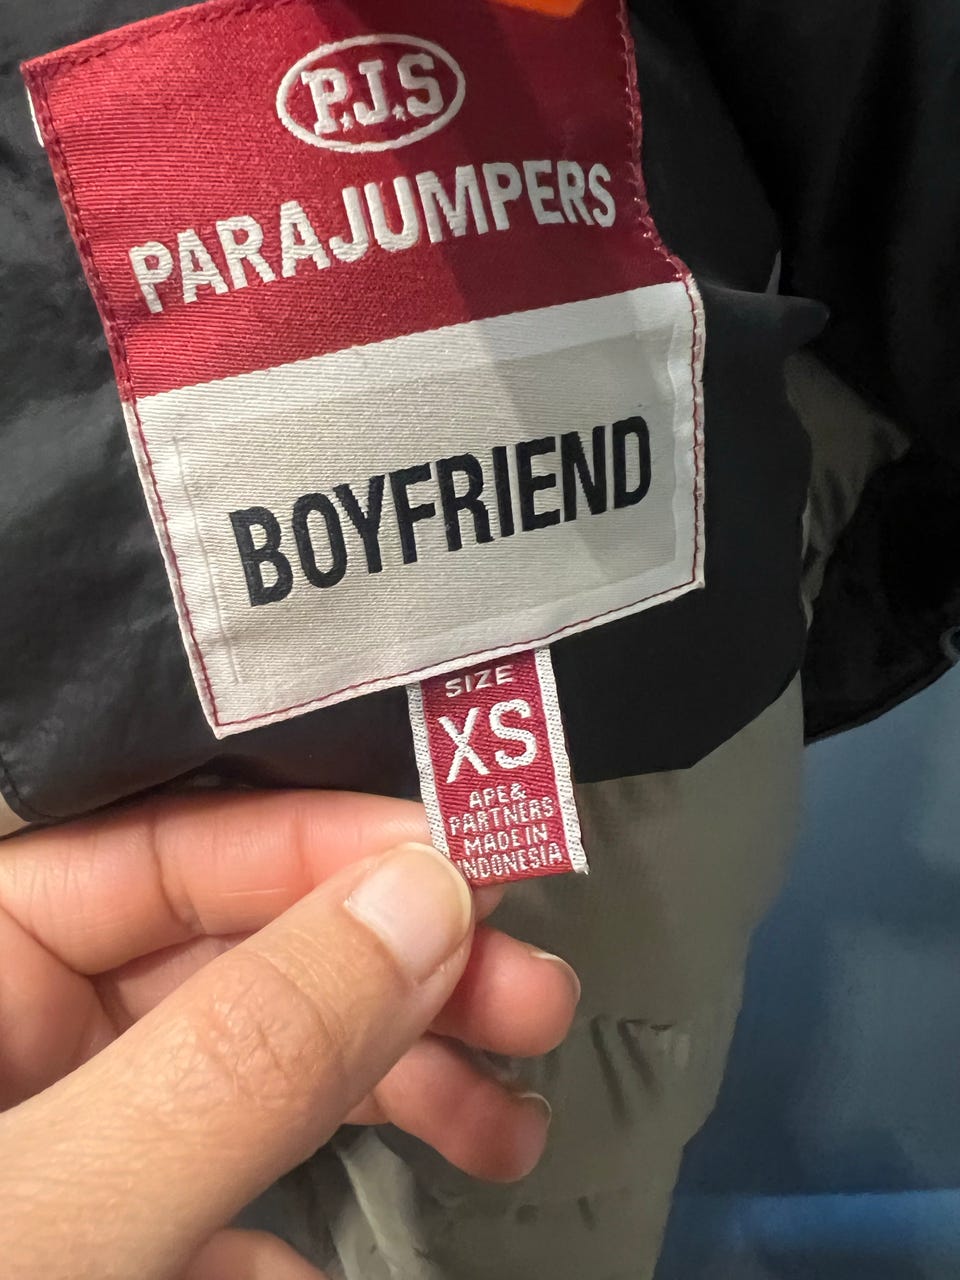 P.J.S
PARAJUMPERS
BOYFRIEND
SIZE
XS
APE&
PARTNERS
MADE IN
INDONESIA